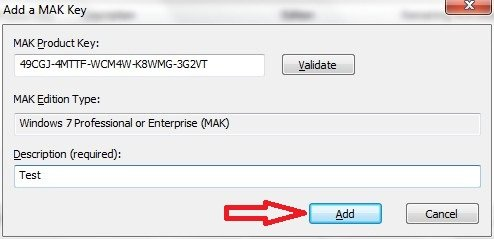 Add a MAK Key
MAK Product Key:
49CGJ-4MTTF-WCM4W-K8WMG-3G2VT
Validate
MAK Edition Type:
Windows 7 Professional or Enterprise (MAK)
Description (required):
Test
Add
Cancel